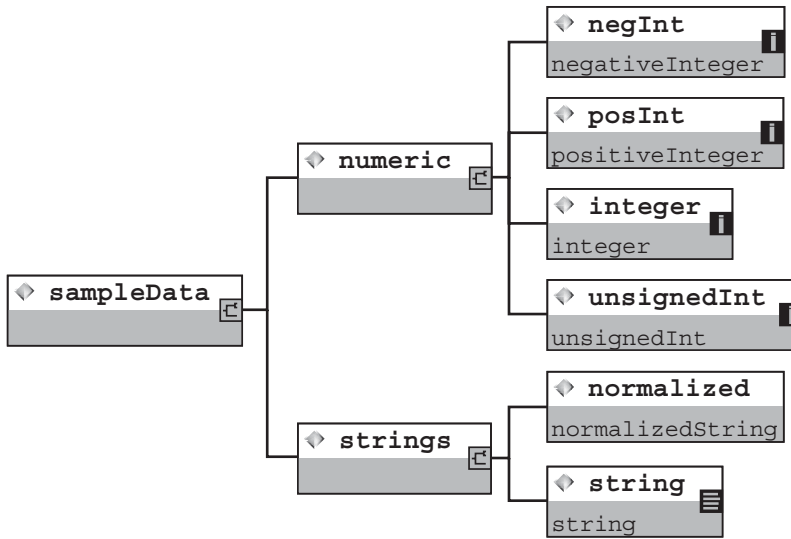 negInt
negativeInteger
posInt
positiveInteger
numeric
integer
integer
sampleData
unsignedInt
unsignedInt
normalized
normalizedString
strings
string
string